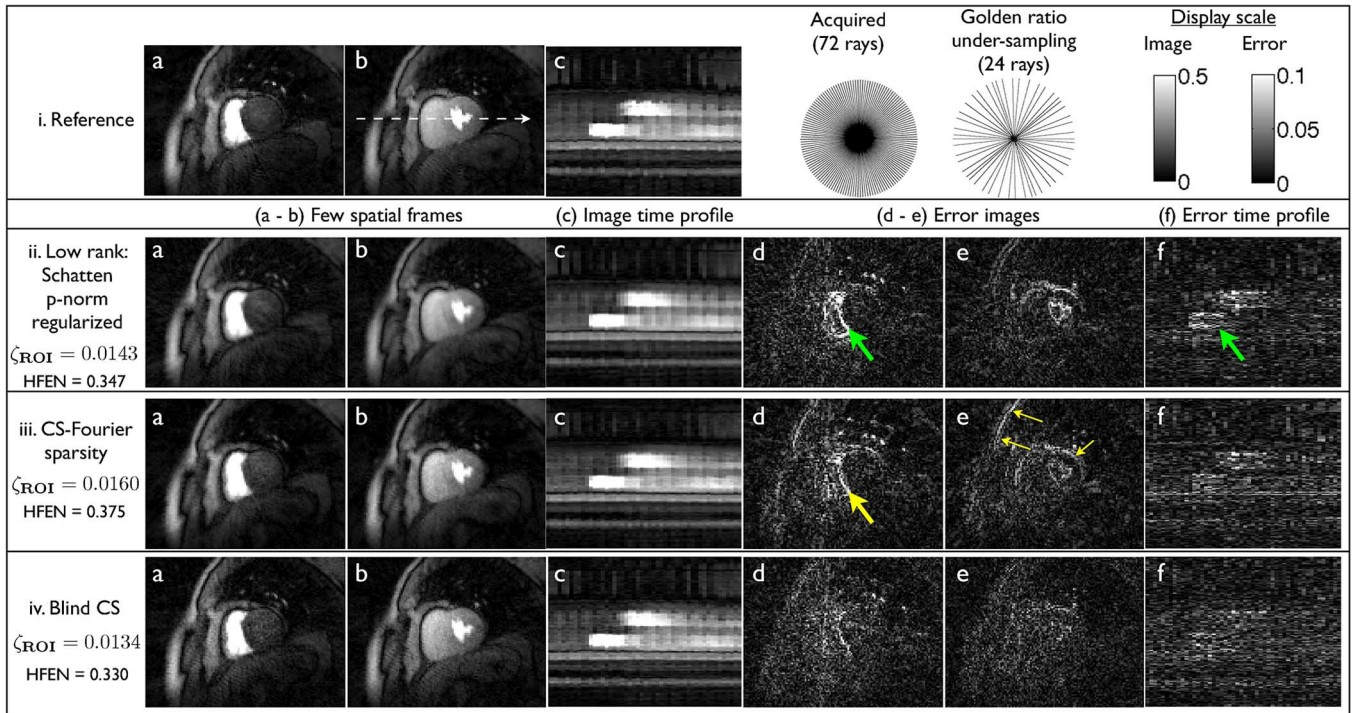 i. Reference
a
b
c
Acquired
(72 rays)
Golden ratio
under-sampling
(24 rays)
Display scale
Image
Error
0.5
0
0.1
0.05
0
(a - b) Few spatial frames
(c) Image time profile
(d - e) Error images
(f) Error time profile
ii. Low rank:
Schatten
p-norm
regularized
ζROI = 0.0143
HFEN = 0.347
a
b
c
d
e
f
iii. CS-Fourier
sparsity
ζROI = 0.0160
HFEN = 0.375
a
b
c
d
e
f
iv. Blind CS
ζROI = 0.0134
HFEN = 0.330
a
b
c
d
e
f